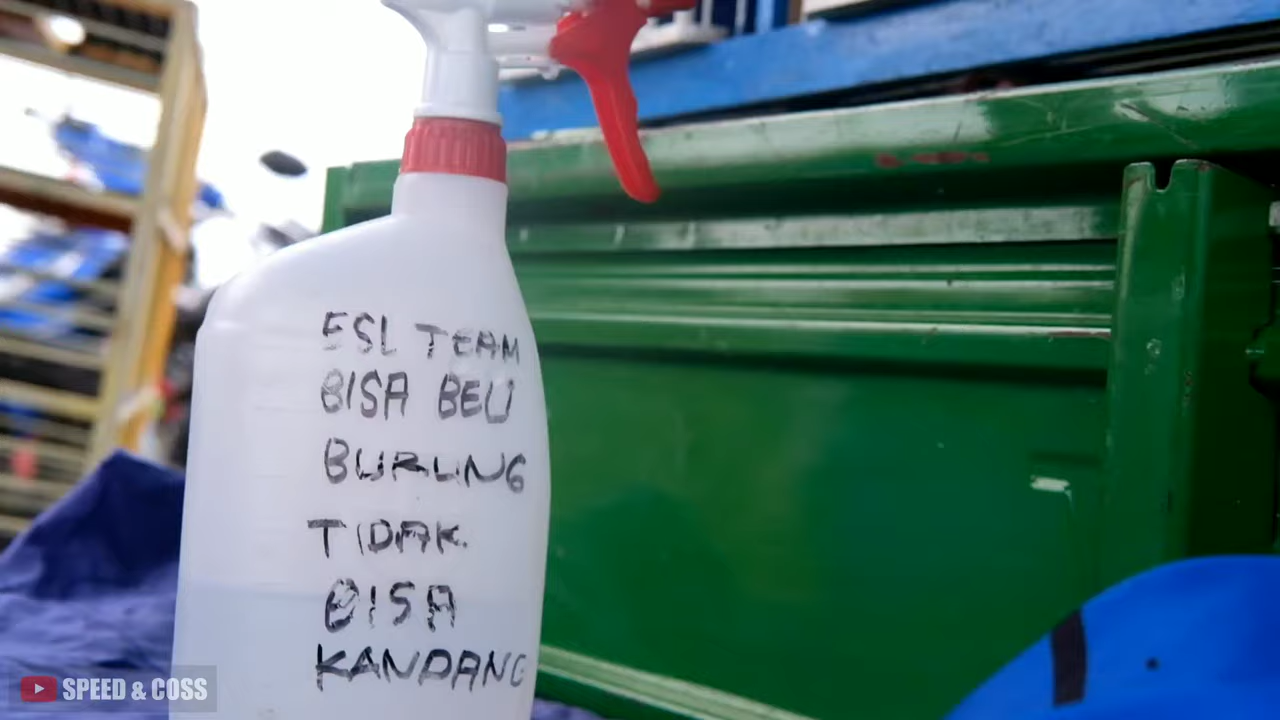 ESL TEAM
BISA BELI
BURUNG
TIDAK
BISA
KANDANG
SPEED & COSS